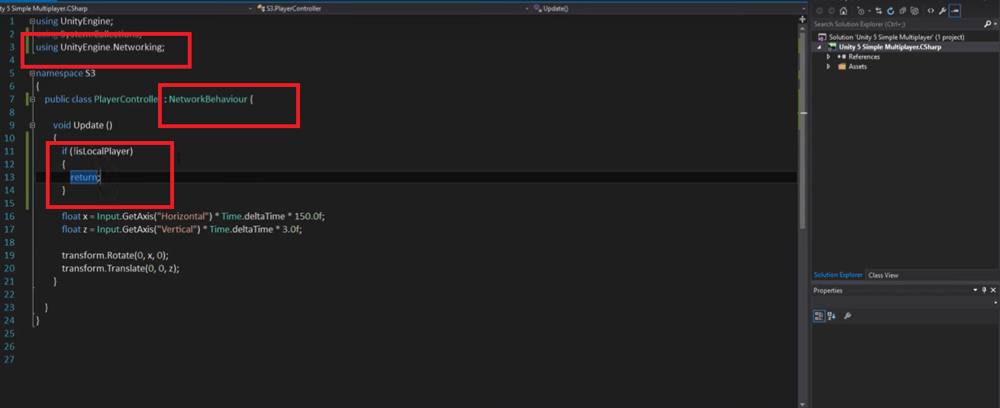 ty 5 Simple Multiplayer.CSharp
S3.PlayerController
Update()
1 using UnityEngine;
2 using System.Collections;
3 using UnityEngine.Networking;
4
5 namespace S3
6 {
7 public class PlayerController : NetworkBehaviour {
8
9 void Update ()
10 {
11 if (!isLocalPlayer)
12 {
13 return;
14 }
15
16 float x = Input.GetAxis("Horizontal") * Time.deltaTime * 150.0f;
17 float z = Input.GetAxis("Vertical") * Time.deltaTime * 3.0f;
18
19 transform.Rotate(0, x, 0);
20 transform.Translate(0, 0, z);
21 }
22
23 }
24 }
25
26
27
Search Solution Explorer (Ctrl+;)
Solution 'Unity 5 Simple Multiplayer' (1 project)
Unity 5 Simple Multiplayer.CSharp
References
Assets
Solution Explorer Class View
Properties